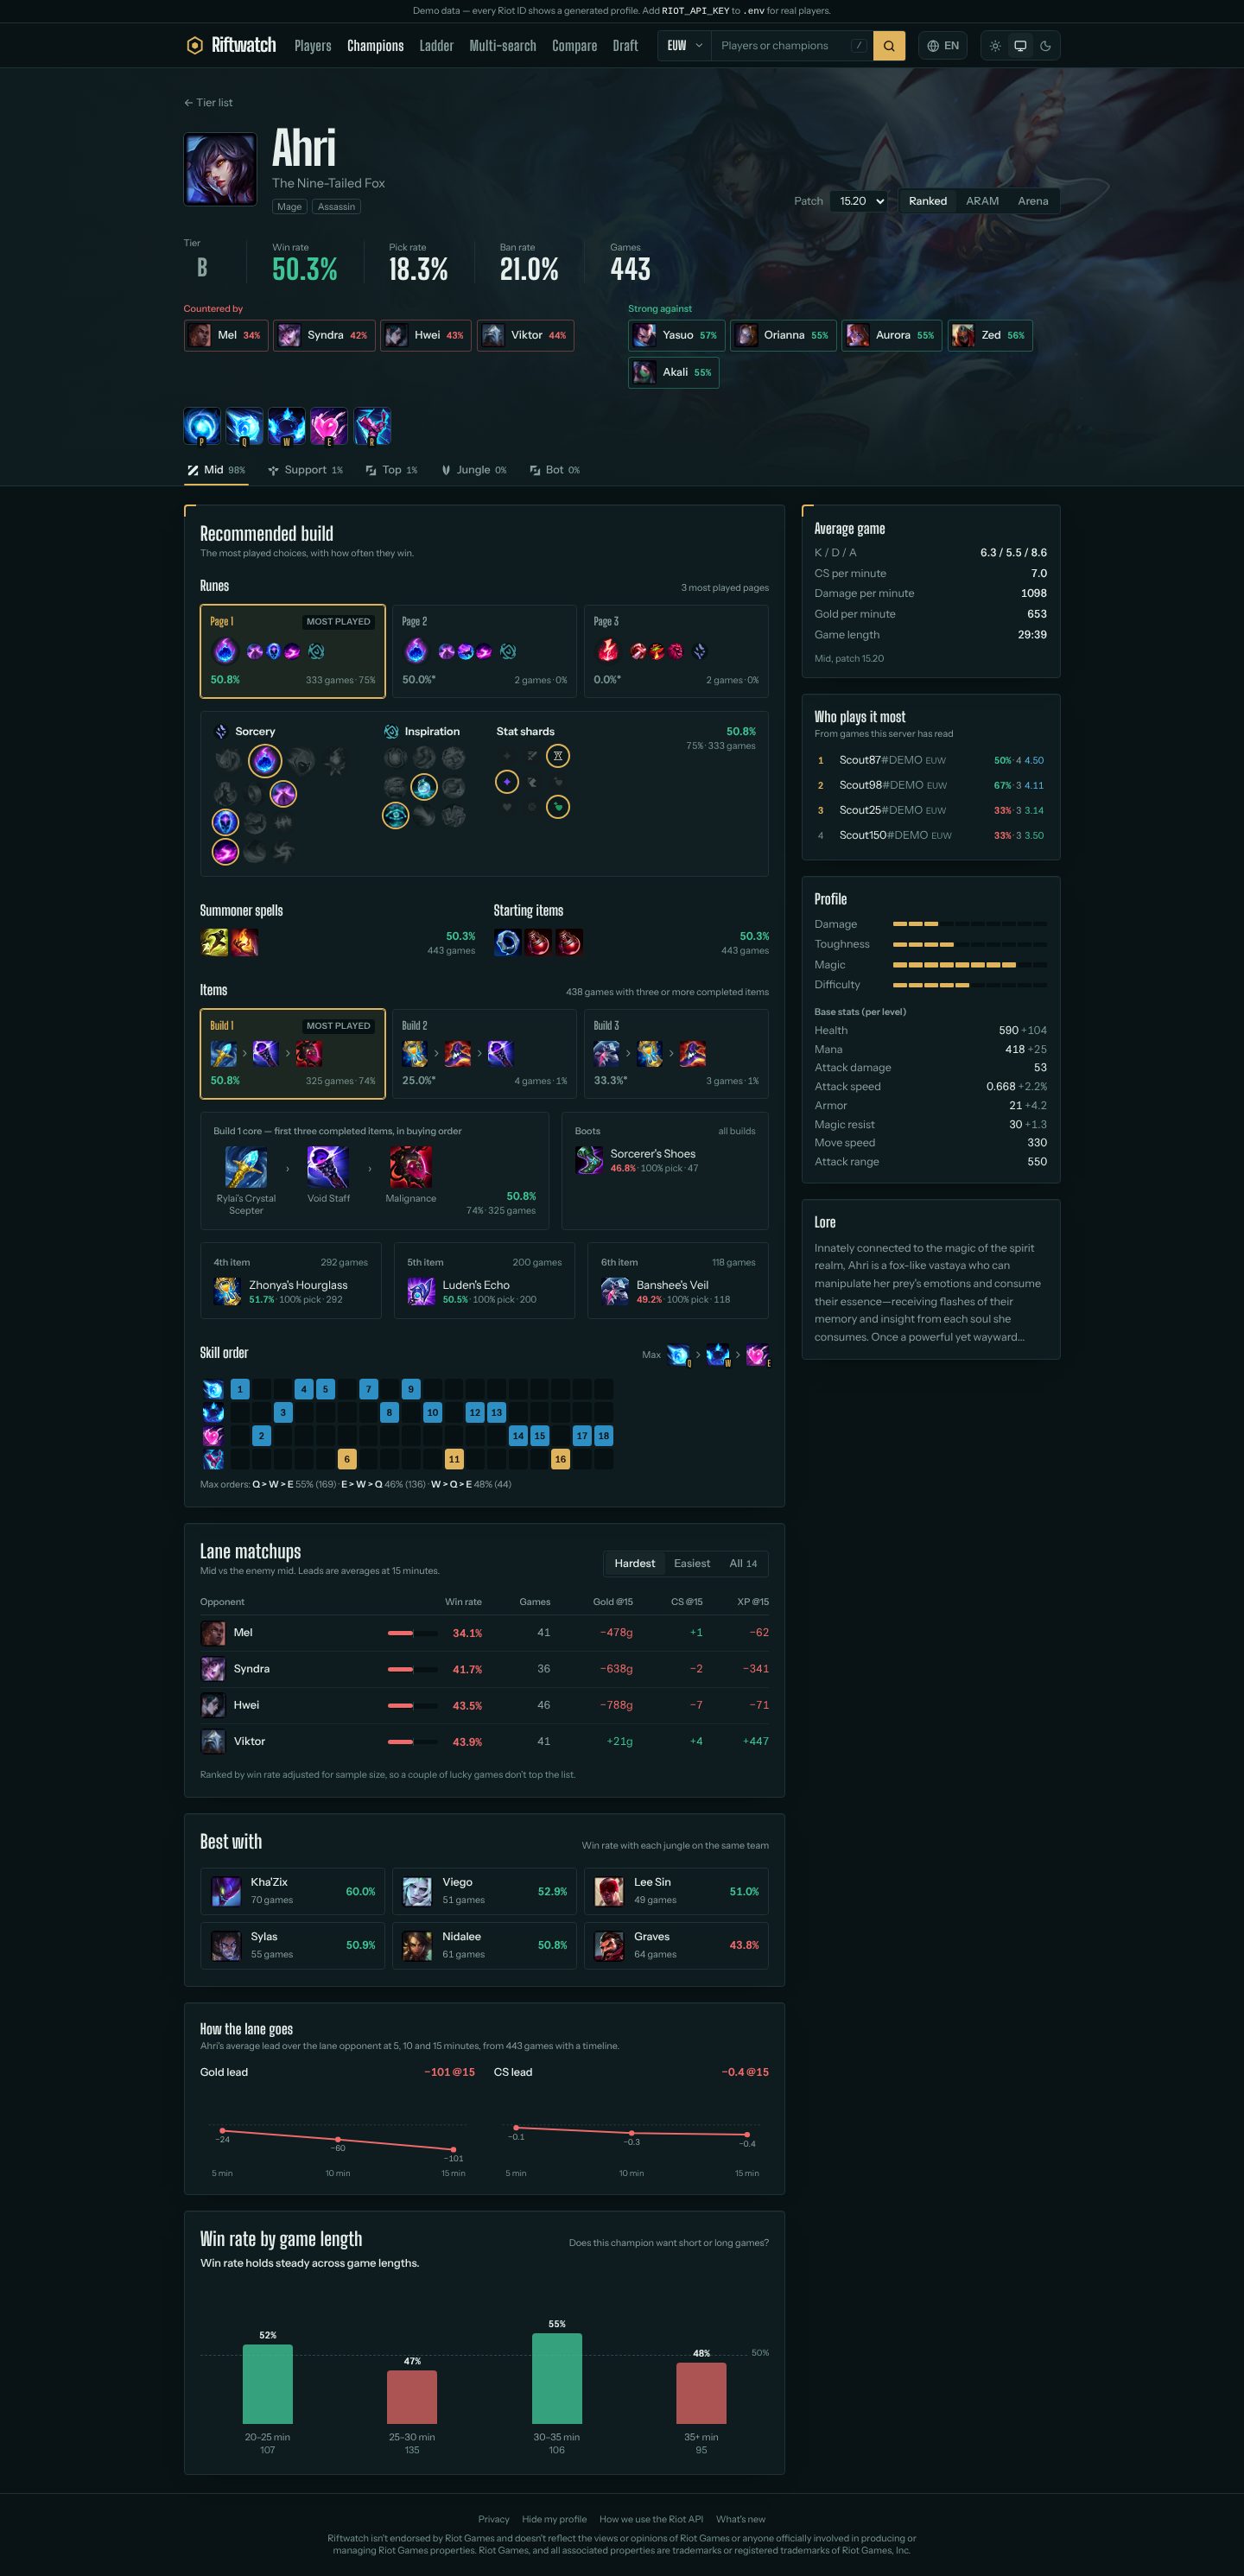 Demo data — every Riot ID shows a generated profile. Add RIOT_API_KEY to .env for real players.
Riftwatch Players Champions Ladder Multi-search Compare Draft EUW Players or champions / EN
← Tier list
Ahri
The Nine-Tailed Fox
Mage Assassin
Patch 15.20 Ranked ARAM Arena
Tier Win rate Pick rate Ban rate Games
B 50.3% 18.3% 21.0% 443
Countered by
Mel 34% Syndra 42% Hwei 43% Viktor 44%
Strong against
Yasuo 57% Orianna 55% Aurora 55% Zed 56%
Akali 55%
P Q W E R
Mid 98% Support 1% Top 1% Jungle 0% Bot 0%
Recommended build
The most played choices, with how often they win.
Runes 3 most played pages
Page 1 MOST PLAYED
50.8% 333 games · 75%
Page 2
50.0%* 2 games · 0%
Page 3
0.0%* 2 games · 0%
Sorcery Inspiration Stat shards 50.8%
75% · 333 games
Summoner spells
50.3%
443 games
Starting items
50.3%
443 games
Items 438 games with three or more completed items
Build 1 MOST PLAYED
50.8% 325 games · 74%
Build 2
25.0%* 4 games · 1%
Build 3
33.3%* 3 games · 1%
Build 1 core — first three completed items, in buying order
Rylai's Crystal Scepter › Void Staff › Malignance
50.8%
74% · 325 games
Boots all builds
Sorcerer's Shoes
46.8% · 100% pick · 47
4th item 292 games
Zhonya's Hourglass
51.7% · 100% pick · 292
5th item 200 games
Luden's Echo
50.5% · 100% pick · 200
6th item 118 games
Banshee's Veil
49.2% · 100% pick · 118
Skill order Max Q › W › E
1 4 5 7 9
3 8 10 12 13
2 14 15 17 18
6 11 16
Max orders: Q > W > E 55% (169) · E > W > Q 46% (136) · W > Q > E 48% (44)
Lane matchups
Mid vs the enemy mid. Leads are averages at 15 minutes.
Hardest Easiest All 14
Opponent Win rate Games Gold @15 CS @15 XP @15
Mel 34.1% 41 −478g +1 −62
Syndra 41.7% 36 −638g −2 −341
Hwei 43.5% 46 −788g −7 −71
Viktor 43.9% 41 +21g +4 +447
Ranked by win rate adjusted for sample size, so a couple of lucky games don't top the list.
Best with Win rate with each jungle on the same team
Kha'Zix 70 games 60.0%
Viego 51 games 52.9%
Lee Sin 49 games 51.0%
Sylas 55 games 50.9%
Nidalee 61 games 50.8%
Graves 64 games 43.8%
How the lane goes
Ahri's average lead over the lane opponent at 5, 10 and 15 minutes, from 443 games with a timeline.
Gold lead −101 @15
−24 −60 −101
5 min 10 min 15 min
CS lead −0.4 @15
−0.1 −0.3 −0.4
5 min 10 min 15 min
Win rate by game length Does this champion want short or long games?
Win rate holds steady across game lengths.
52% 47% 55% 48% 50%
20–25 min 25–30 min 30–35 min 35+ min
107 135 106 95
Average game
K / D / A 6.3 / 5.5 / 8.6
CS per minute 7.0
Damage per minute 1098
Gold per minute 653
Game length 29:39
Mid, patch 15.20
Who plays it most
From games this server has read
1 Scout87#DEMO EUW 50% · 4 4.50
2 Scout98#DEMO EUW 67% · 3 4.11
3 Scout25#DEMO EUW 33% · 3 3.14
4 Scout150#DEMO EUW 33% · 3 3.50
Profile
Damage
Toughness
Magic
Difficulty
Base stats (per level)
Health 590 +104
Mana 418 +25
Attack damage 53
Attack speed 0.668 +2.2%
Armor 21 +4.2
Magic resist 30 +1.3
Move speed 330
Attack range 550
Lore
Innately connected to the magic of the spirit
realm, Ahri is a fox-like vastaya who can
manipulate her prey's emotions and consume
their essence—receiving flashes of their
memory and insight from each soul she
consumes. Once a powerful yet wayward...
Privacy Hide my profile How we use the Riot API What's new
Riftwatch isn't endorsed by Riot Games and doesn't reflect the views or opinions of Riot Games or anyone officially involved in producing or
managing Riot Games properties. Riot Games, and all associated properties are trademarks or registered trademarks of Riot Games, Inc.